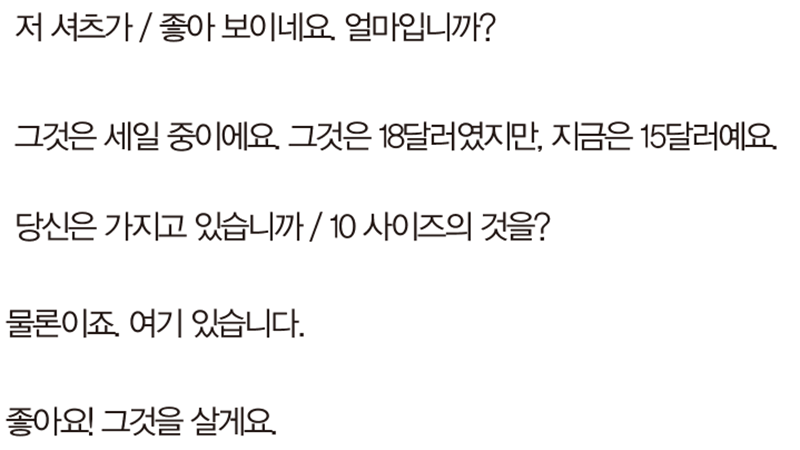 저 셔츠가 / 좋아 보이네요. 얼마입니까?
그것은 세일 중이에요. 그것은 18달러였지만, 지금은 15달러예요.
당신은 가지고 있습니까 / 10 사이즈의 것을?
물론이죠. 여기 있습니다.
좋아요! 그것을 살게요.